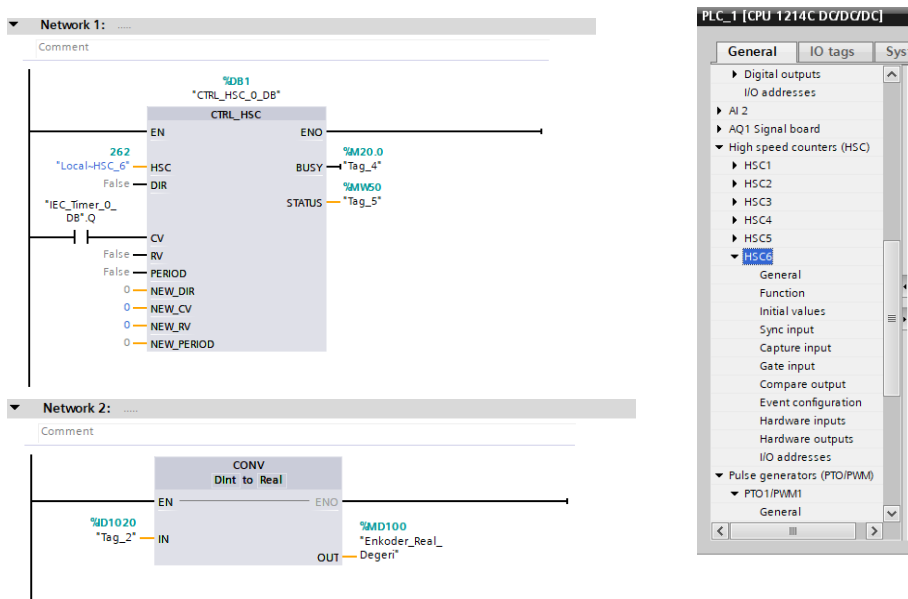 Network 1: .....
Comment
%DB1
"CTRL_HSC_0_DB"
CTRL_HSC
EN ENO
262
"Local~HSC_6" HSC
%M20.0
BUSY "Tag_4"
False DIR
%MW50
STATUS "Tag_5"
"IEC_Timer_0_
DB".Q
CV
False RV
False PERIOD
0 NEW_DIR
0 NEW_CV
0 NEW_RV
0 NEW_PERIOD
Network 2: .....
Comment
CONV
DInt to Real
EN ENO
%ID1020
"Tag_2" IN
%MD100
"Enkoder_Real_
OUT Degeri"
PLC_1 [CPU 1214C DC/DC/DC]
General IO tags Sys
Digital outputs
I/O addresses
AI 2
AQ1 Signal board
High speed counters (HSC)
HSC1
HSC2
HSC3
HSC4
HSC5
HSC6
General
Function
Initial values
Sync input
Capture input
Gate input
Compare output
Event configuration
Hardware inputs
Hardware outputs
I/O addresses
Pulse generators (PTO/PWM)
PTO1/PWM1
General